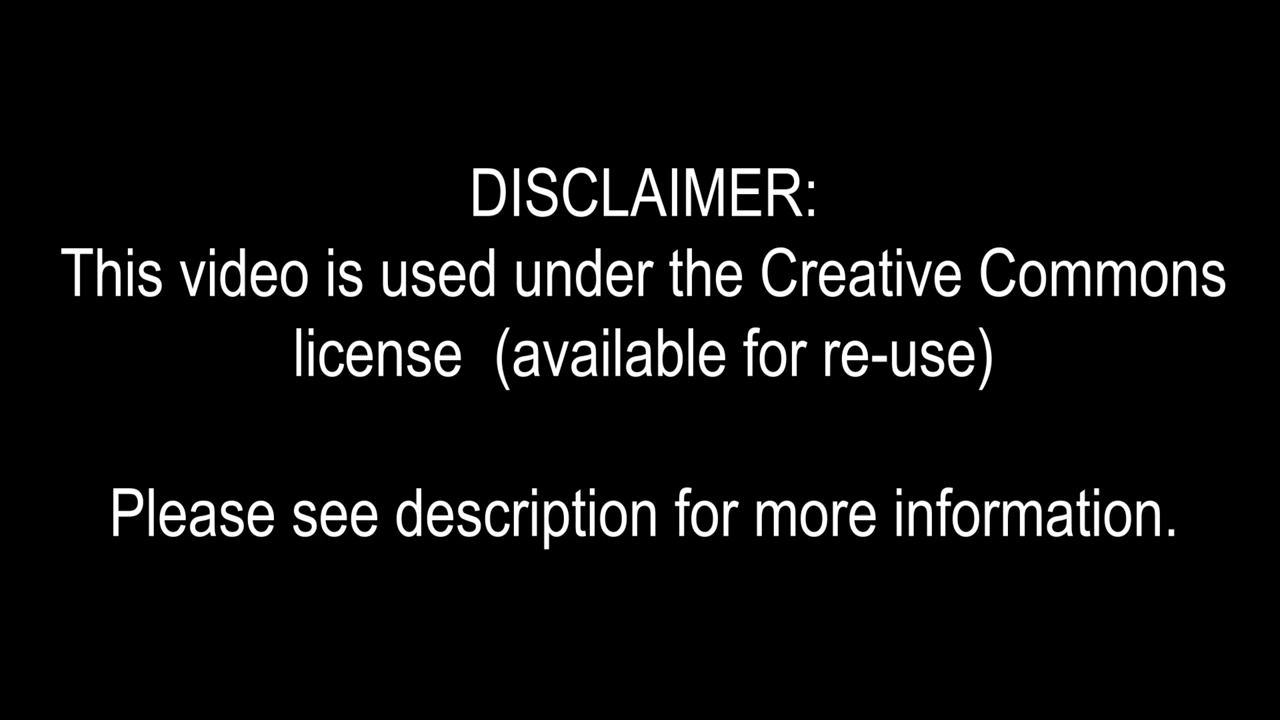 DISCLAIMER:
This video is used under the Creative Commons
license  (available for re-use)
Please see description for more information.